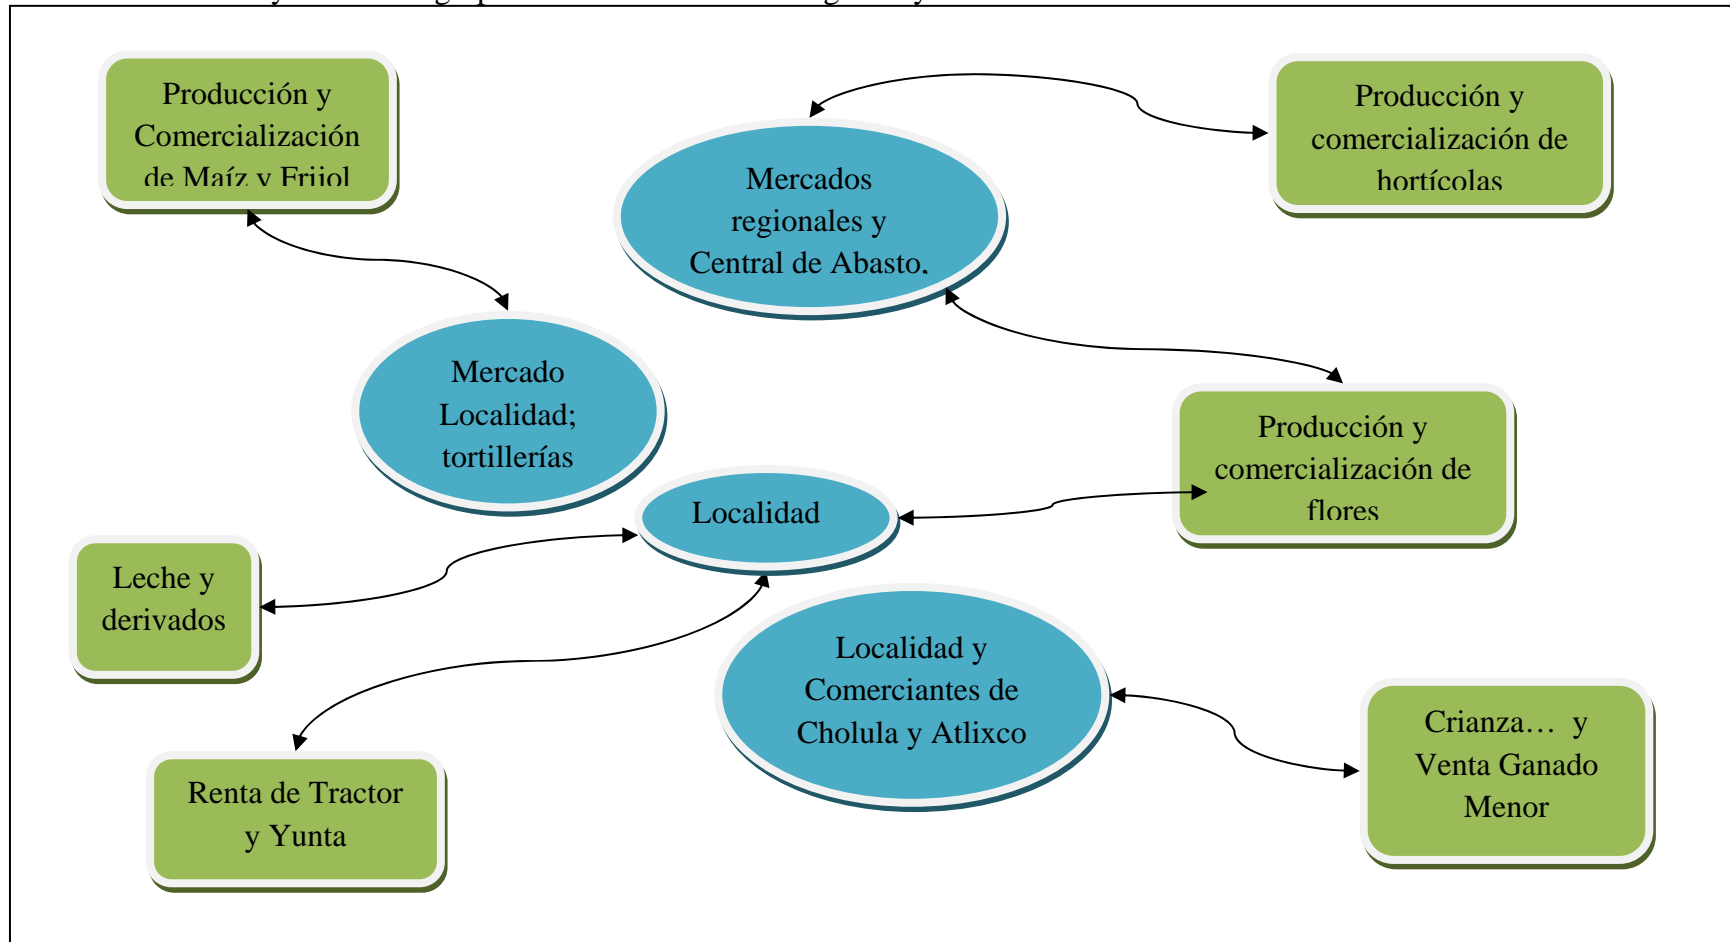 Producción y
Comercialización
de Maíz y Frijol
Mercados
regionales y
Central de Abasto,
Producción y
comercialización de
hortícolas
Mercado
Localidad;
tortillerías
Producción y
comercialización de
flores
Localidad
Leche y
derivados
Localidad y
Comerciantes de
Cholula y Atlixco
Crianza… y
Venta Ganado
Menor
Renta de Tractor
y Yunta